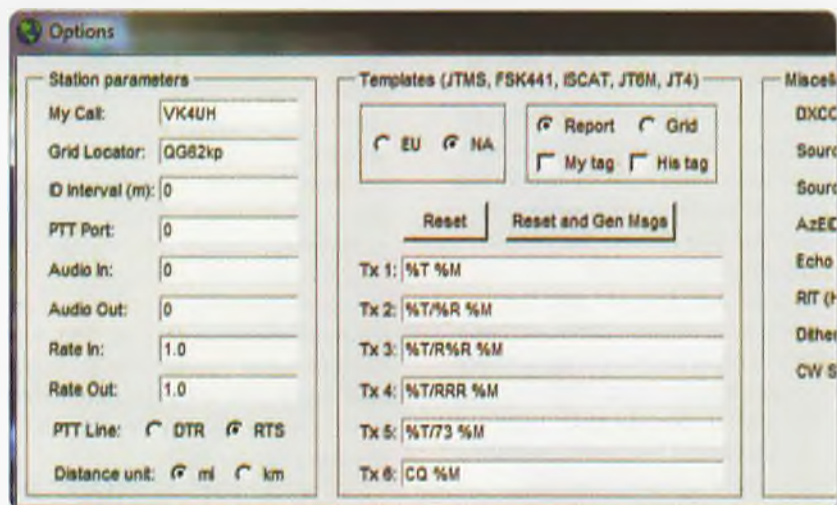 Options
Station parameters
My Call: VK4UH
Grid Locator: QG62kp
ID Interval (m): 0
PTT Port: 0
Audio In: 0
Audio Out: 0
Rate In: 1.0
Rate Out: 1.0
PTT Line: DTR RTS
Distance unit: mi km
Templates (JTMS, FSK441, ISCAT, JT6M, JT4)
EU NA
Report Grid
My tag His tag
Reset Reset and Gen Msgs
Tx 1: %T %M
Tx 2: %T/%R %M
Tx 3: %T/R%R %M
Tx 4: %T/RRR %M
Tx 5: %T/73 %M
Tx 6: CQ %M
Miscell
DXCC
Sourc
Sourc
AzEl
Echo
RIT (H
Dither
CW S